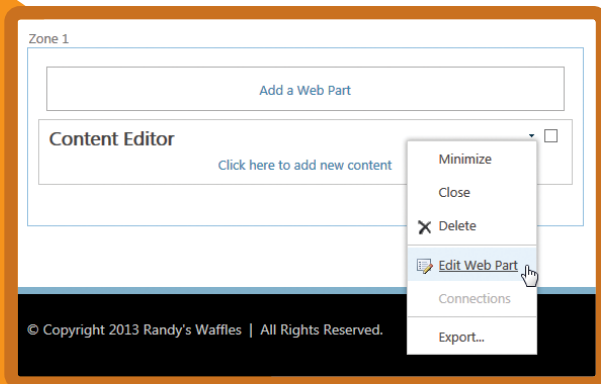 Zone 1
Add a Web Part
Content Editor
Click here to add new content
Minimize
Close
Delete
Edit Web Part
Connections
Export...
© Copyright 2013 Randy's Waffles | All Rights Reserved.